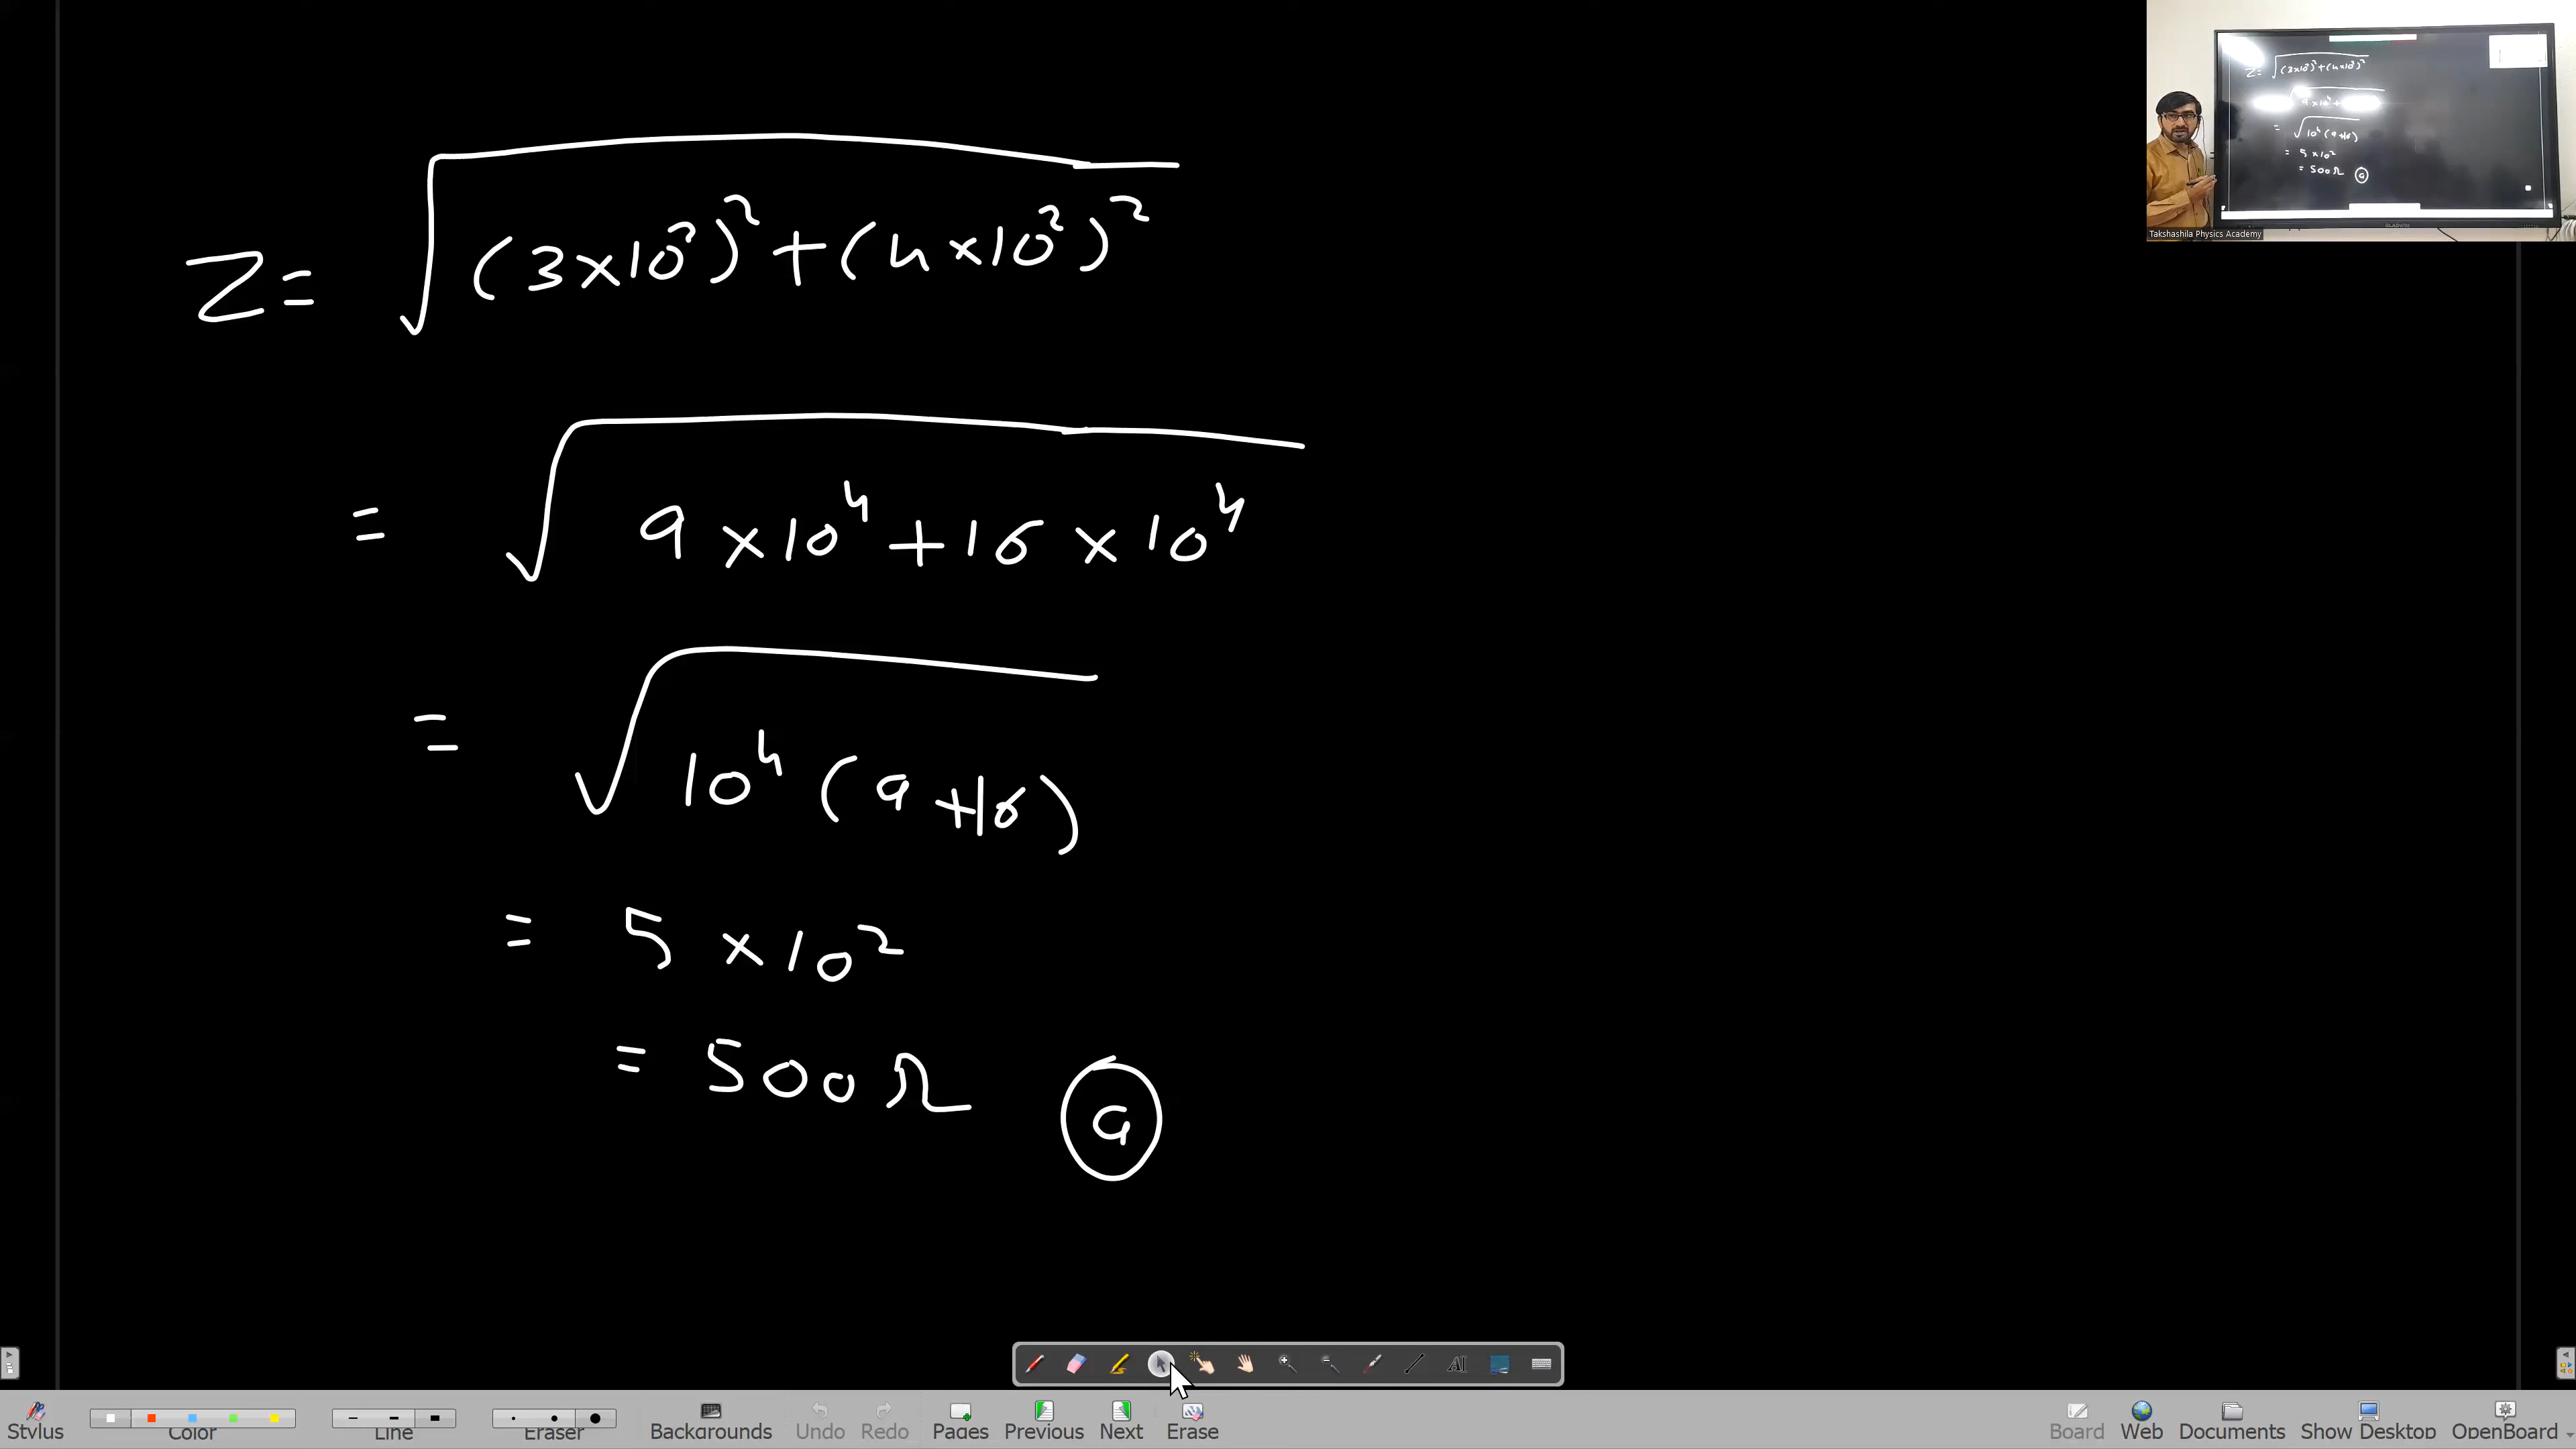 Z = √((3×10²)² + (4×10²)²)
= √(9×10⁴ + 16×10⁴)
= √(10⁴(9+16))
= 5×10²
= 500Ω (a)
Takshashila Physics Academy
Stylus Color Line Eraser Backgrounds Undo Redo Pages Previous Next Erase Board Web Documents Show Desktop OpenBoard